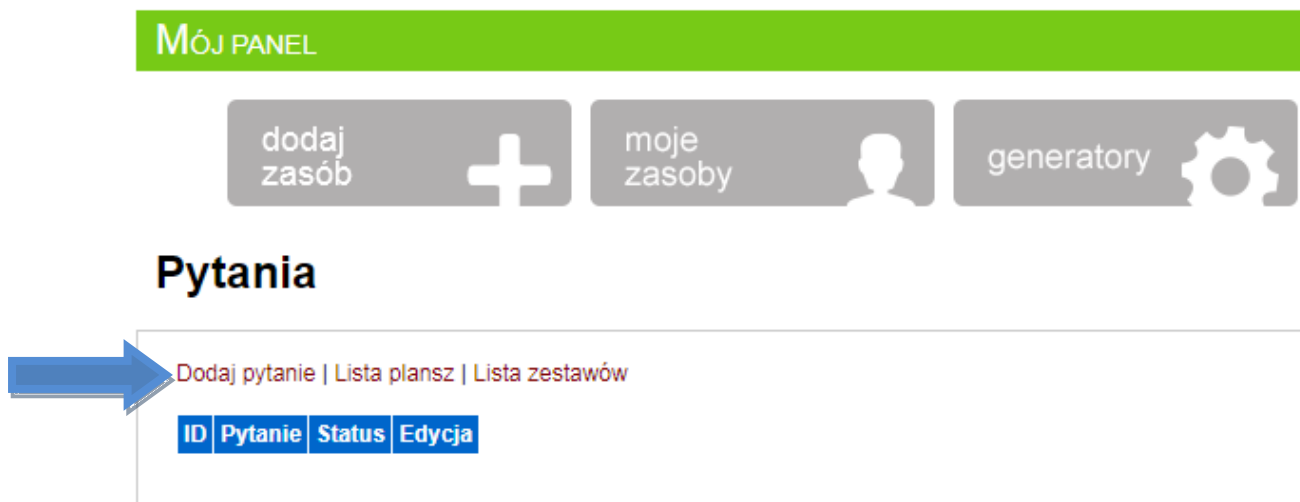 MÓJ PANEL
dodaj
zasób
moje
zasoby
generatory
Pytania
Dodaj pytanie | Lista plansz | Lista zestawów
ID Pytanie Status Edycja